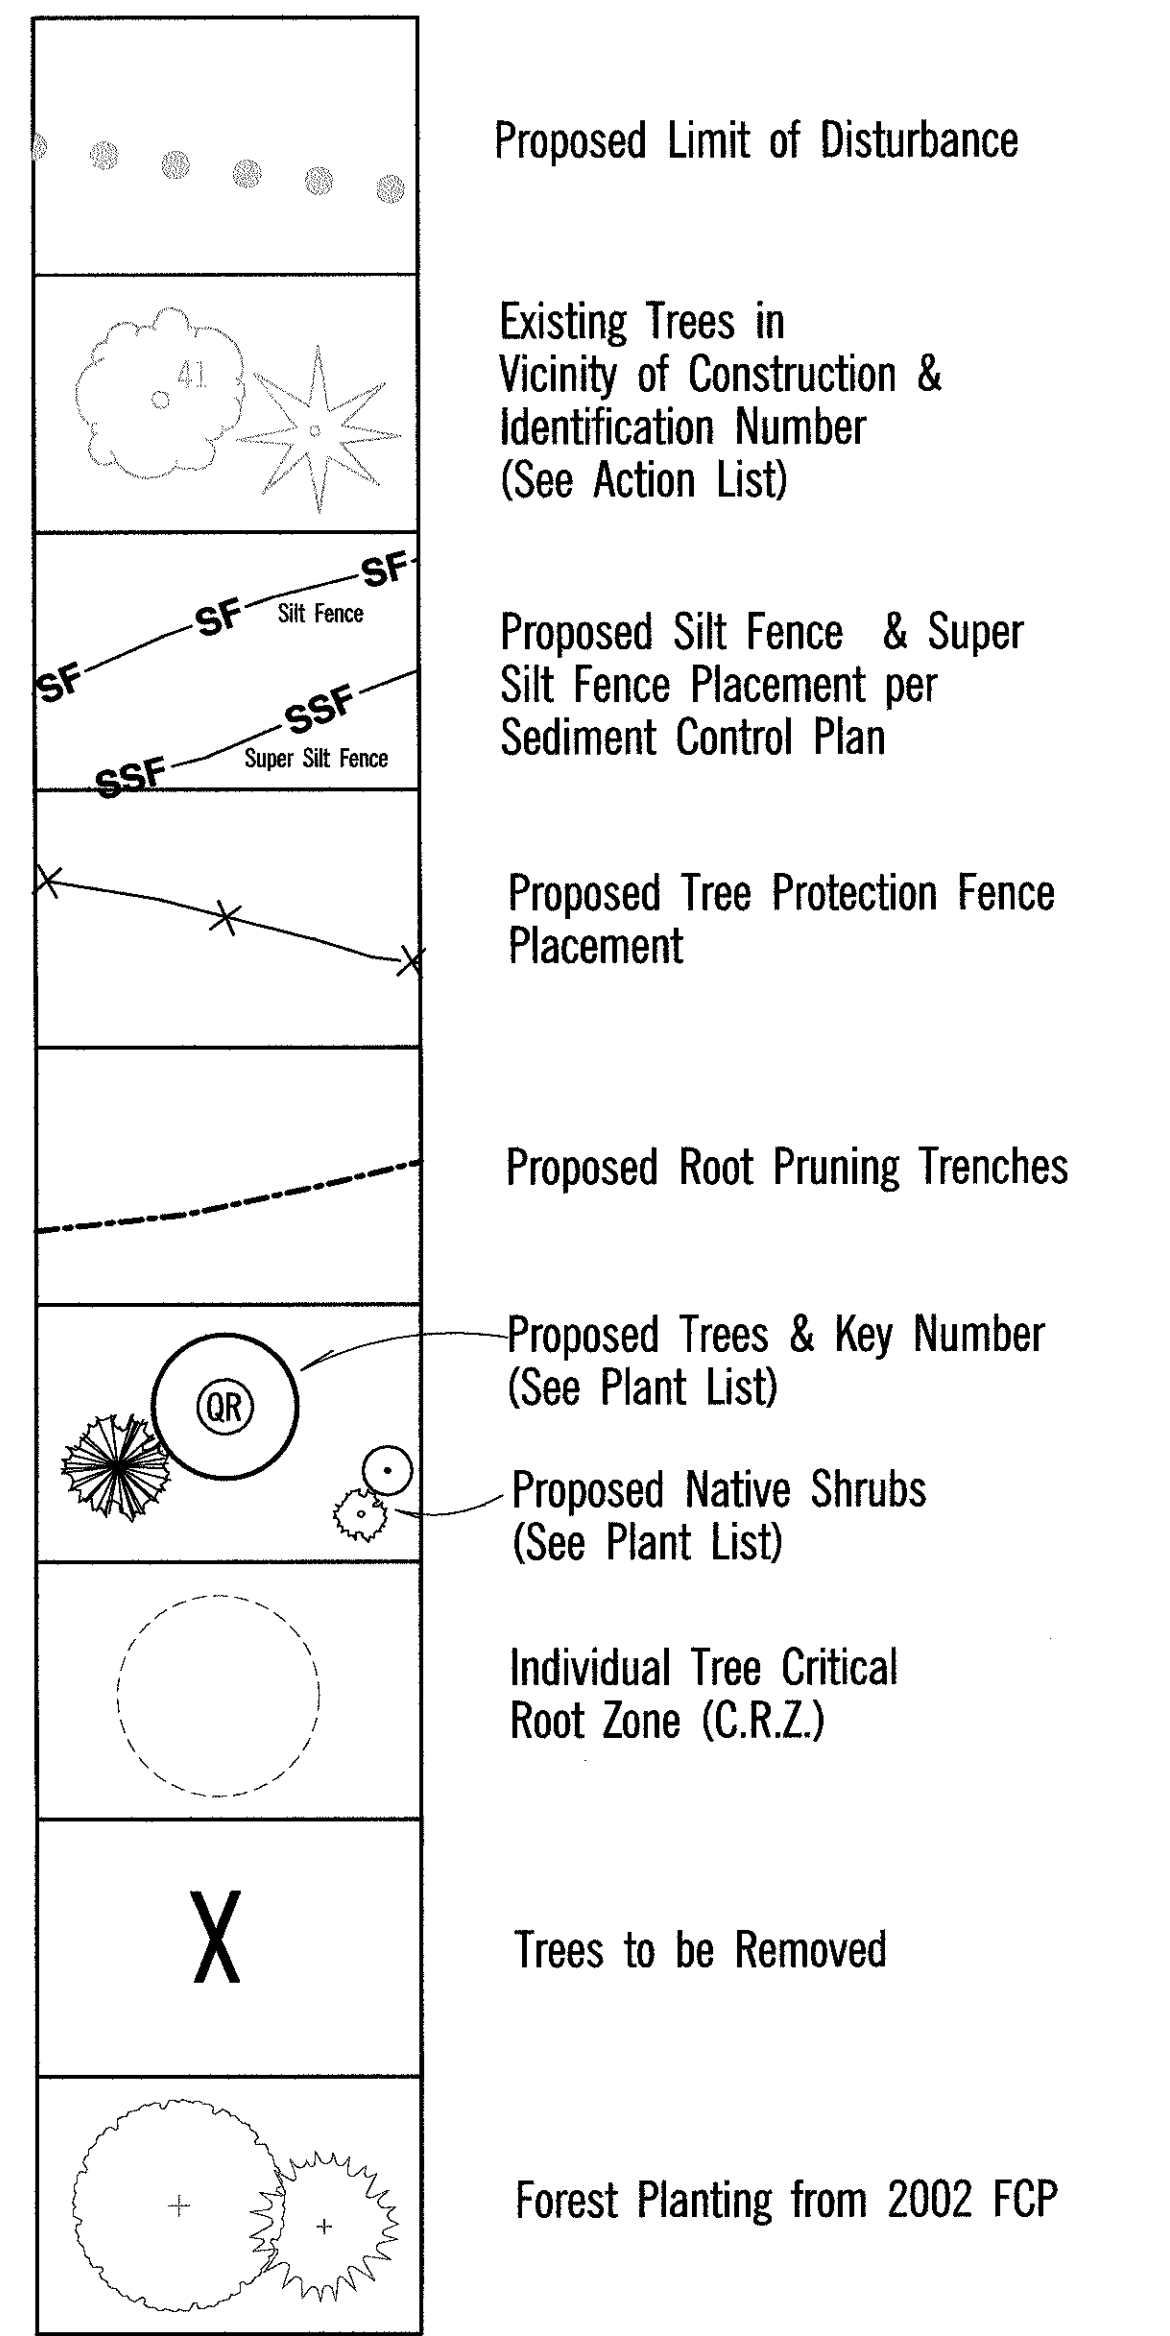 Proposed Limit of Disturbance
41
Existing Trees in
Vicinity of Construction &
Identification Number
(See Action List)
SF
SF
Silt Fence
SF
SSF
Super Silt Fence
SSF
Proposed Silt Fence & Super
Silt Fence Placement per
Sediment Control Plan
Proposed Tree Protection Fence
Placement
Proposed Root Pruning Trenches
QR
Proposed Trees & Key Number
(See Plant List)
Proposed Native Shrubs
(See Plant List)
Individual Tree Critical
Root Zone (C.R.Z.)
X
Trees to be Removed
Forest Planting from 2002 FCP